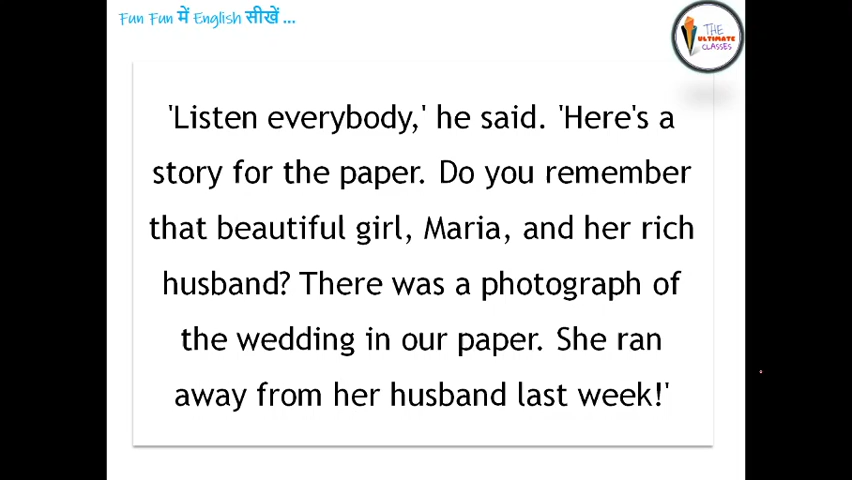 Fun Fun में English सीखें ...
THE
ULTIMATE
CLASSES
'Listen everybody,' he said. 'Here's a
story for the paper. Do you remember
that beautiful girl, Maria, and her rich
husband? There was a photograph of
the wedding in our paper. She ran
away from her husband last week!'